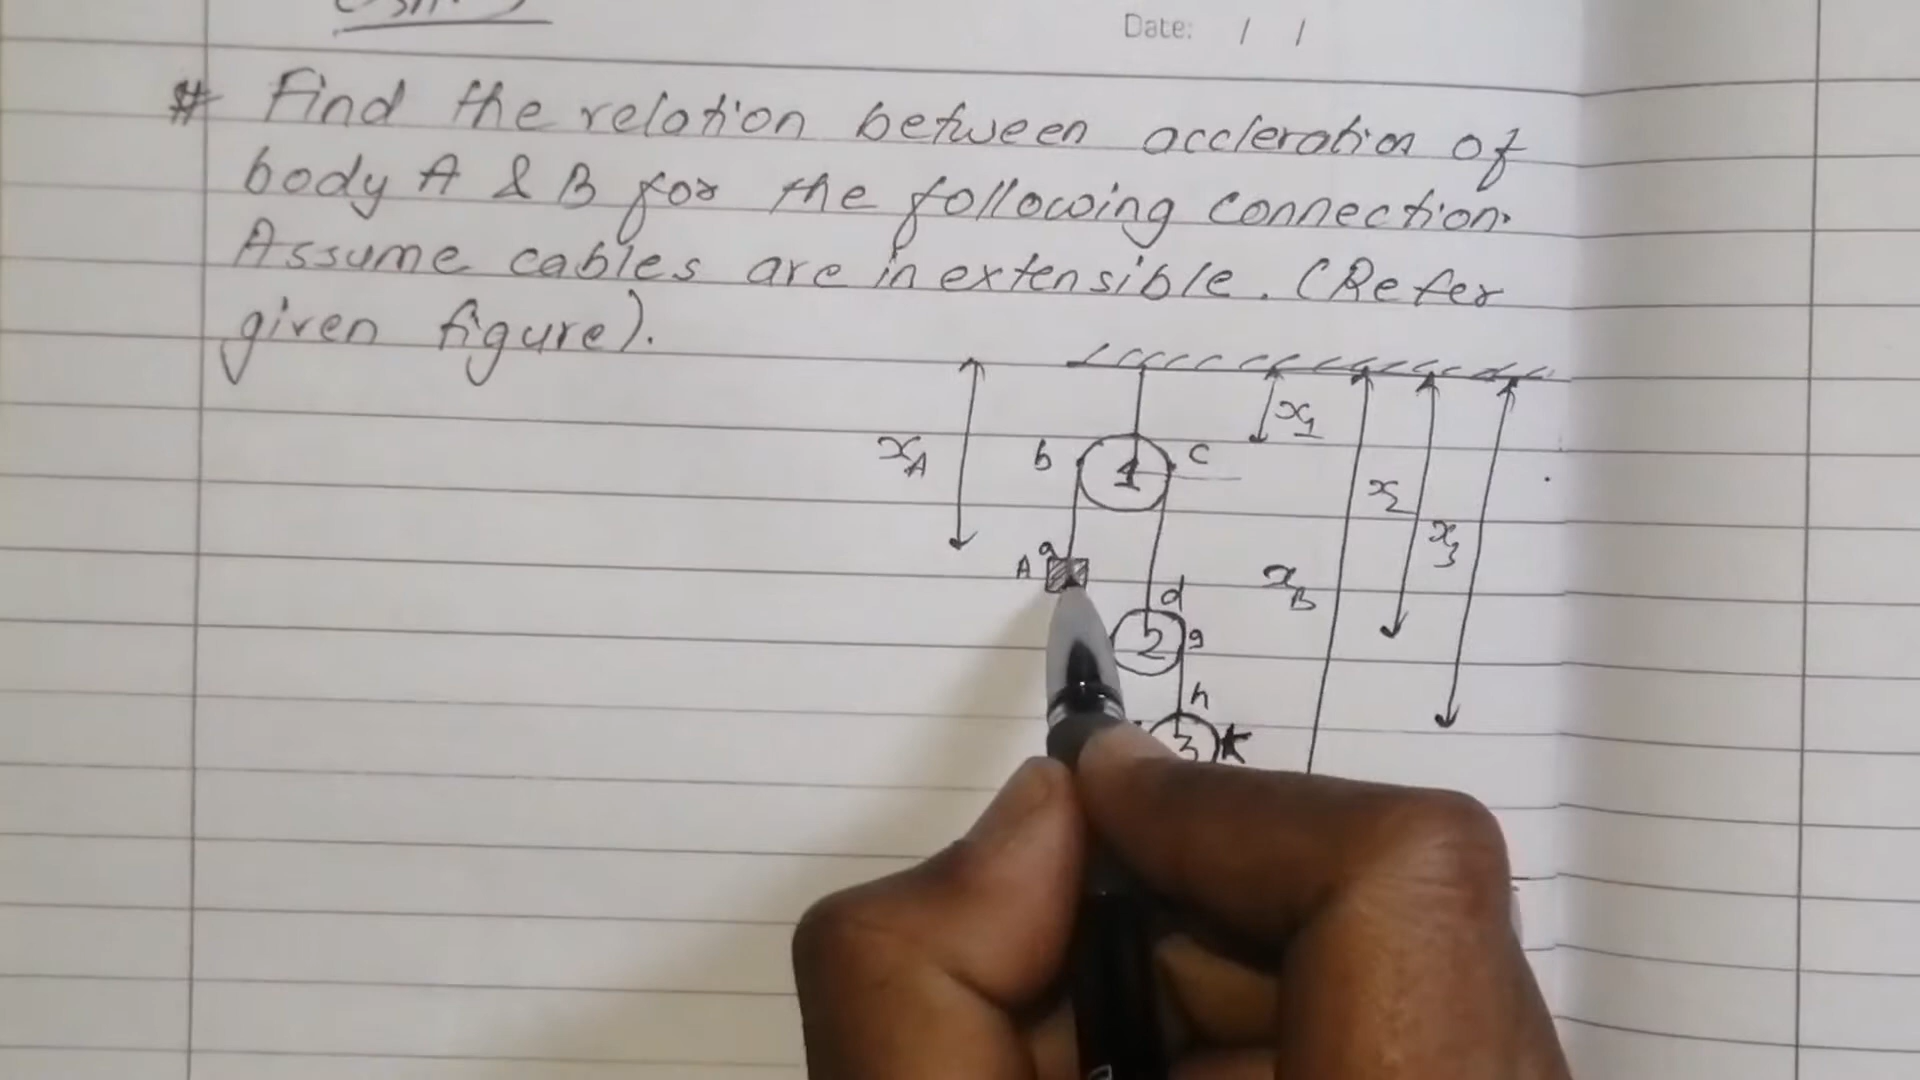 Date: / /
# Find the relation between accleration of
body A & B for the following connection.
Assume cables are inextensible. (Refer
given figure).
x1
xA
b
1
c
x2
x3
a
A
xB
d
2
g
h
3
k